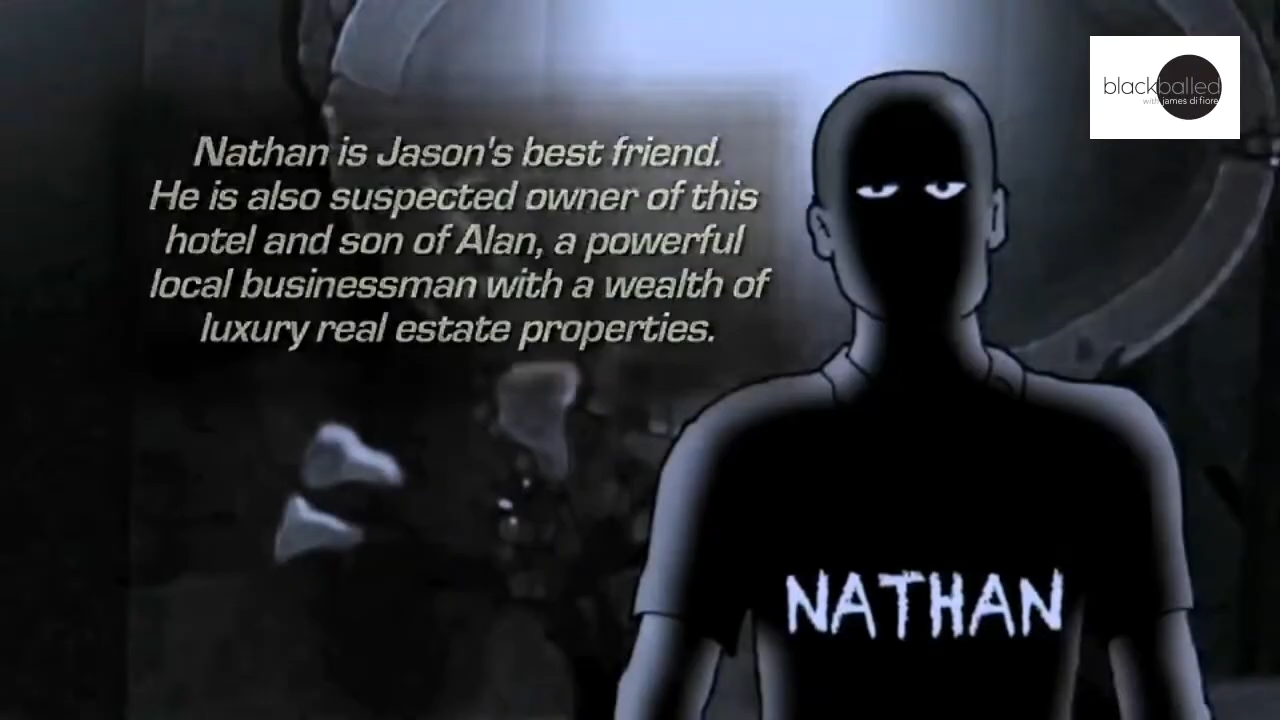 Nathan is Jason's best friend.
He is also suspected owner of this
hotel and son of Alan, a powerful
local businessman with a wealth of
luxury real estate properties.
blackballed
with james di fiore
NATHAN